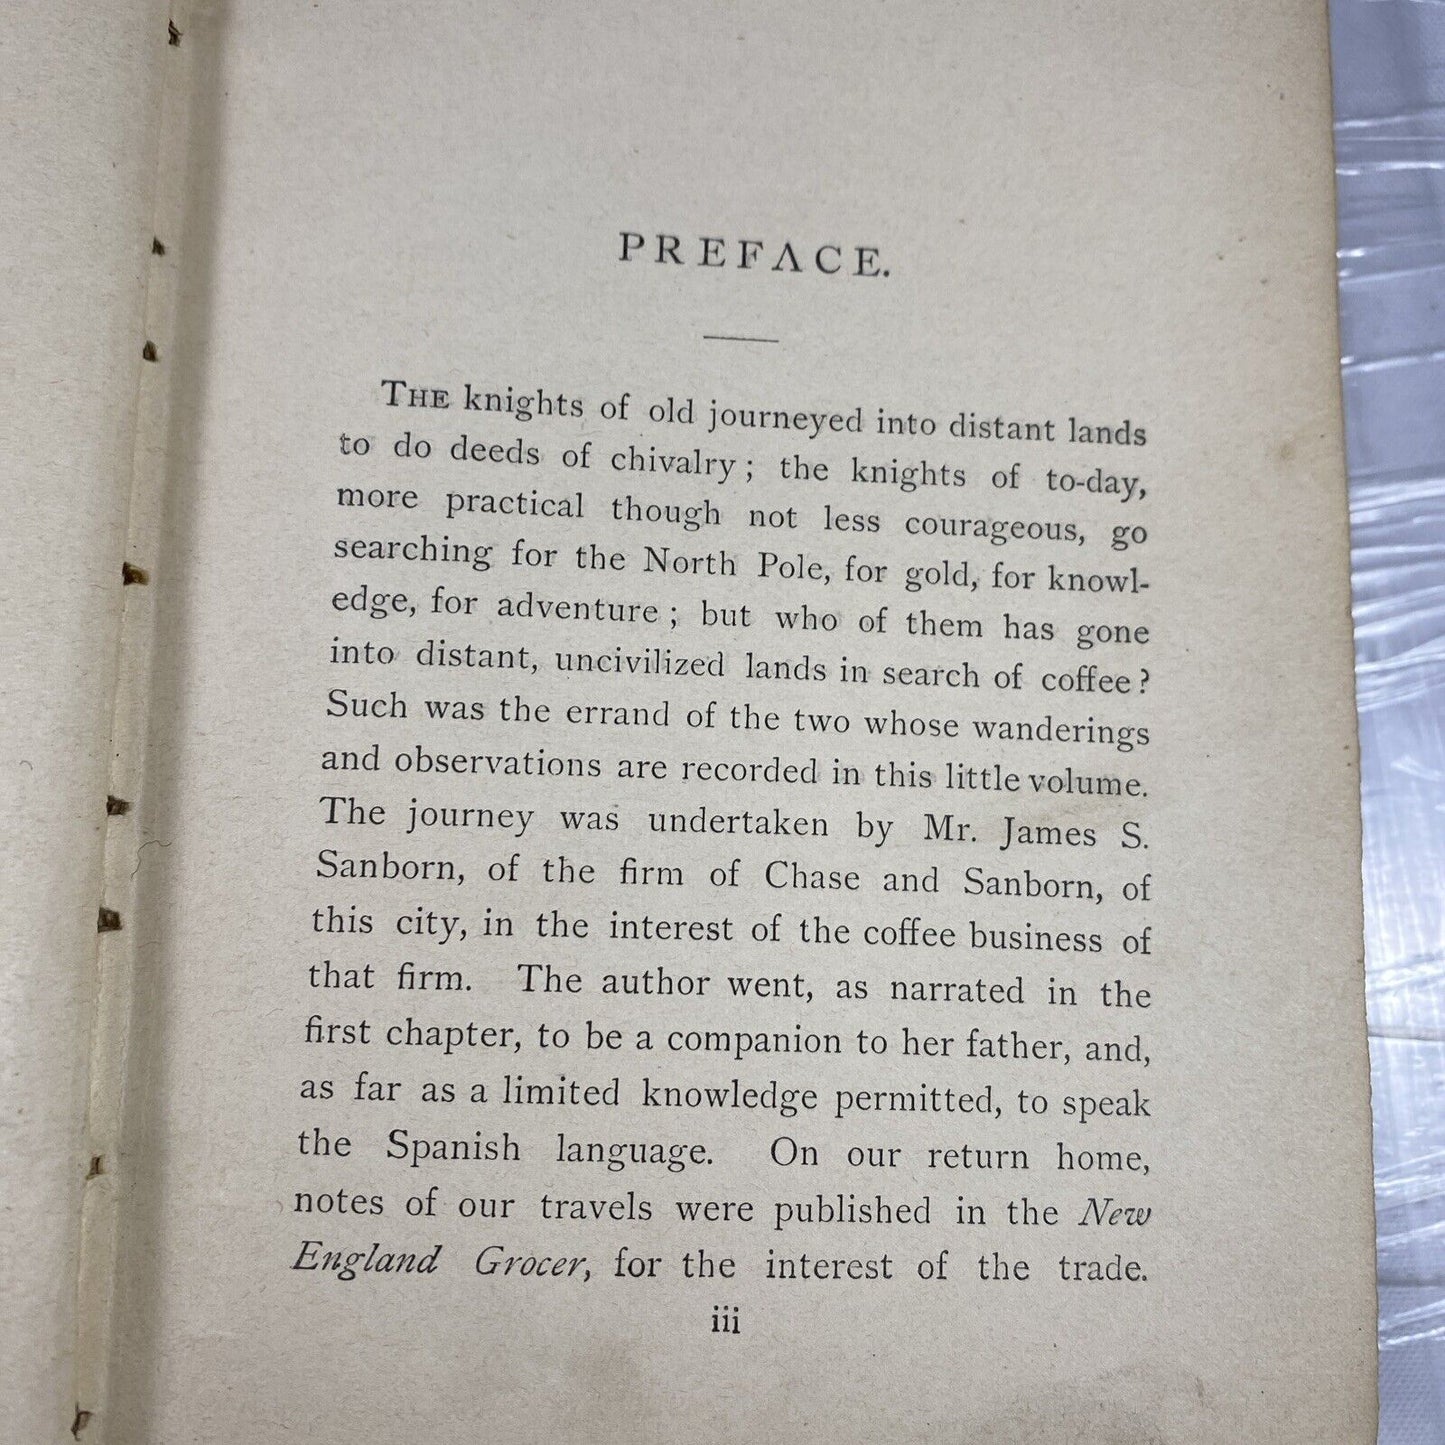 PREFACE.
THE knights of old journeyed into distant lands
to do deeds of chivalry; the knights of to-day,
more practical though not less courageous, go
searching for the North Pole, for gold, for knowl-
edge, for adventure; but who of them has gone
into distant, uncivilized lands in search of coffee?
Such was the errand of the two whose wanderings
and observations are recorded in this little volume.
The journey was undertaken by Mr. James S.
Sanborn, of the firm of Chase and Sanborn, of
this city, in the interest of the coffee business of
that firm. The author went, as narrated in the
first chapter, to be a companion to her father, and,
as far as a limited knowledge permitted, to speak
the Spanish language. On our return home,
notes of our travels were published in the New
England Grocer, for the interest of the trade.
iii